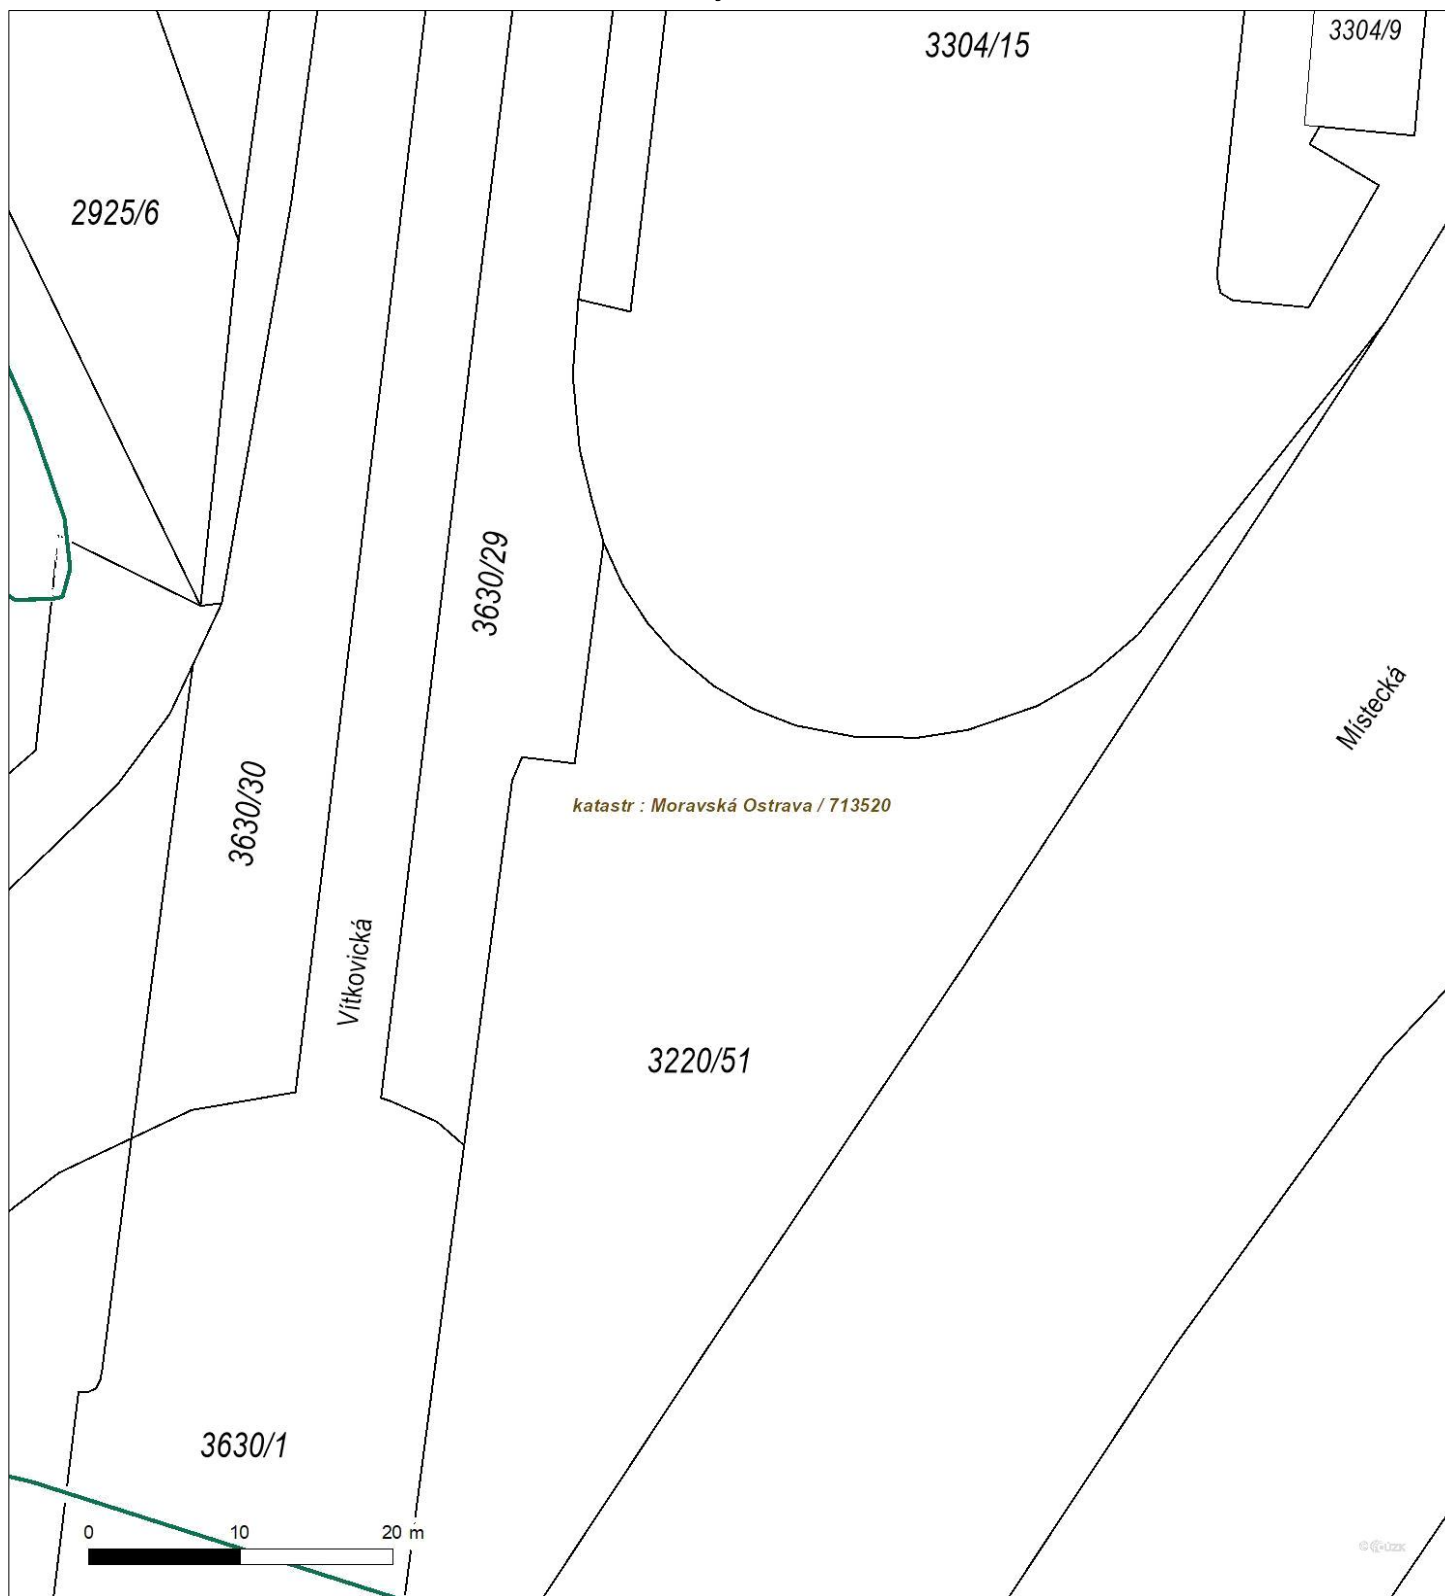 3304/15
3304/9
2925/6
3630/29
Místecká
3630/30
katastr : Moravská Ostrava / 713520
Vítkovická
3220/51
3630/1
0 10 20 m
© ČÚZK